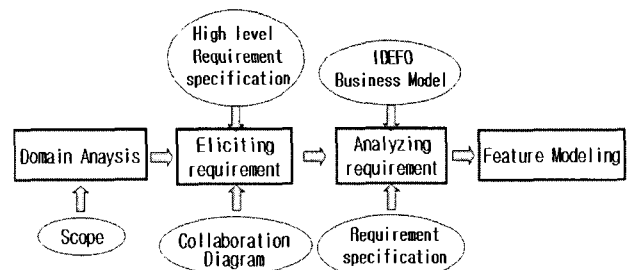 High level
Requirement
specification
IDEFO
Business Model
Domain Anaysis
Eliciting
requirement
Analyzing
requirement
Feature Modeling
Scope
Collaboration
Diagram
Requirement
specification